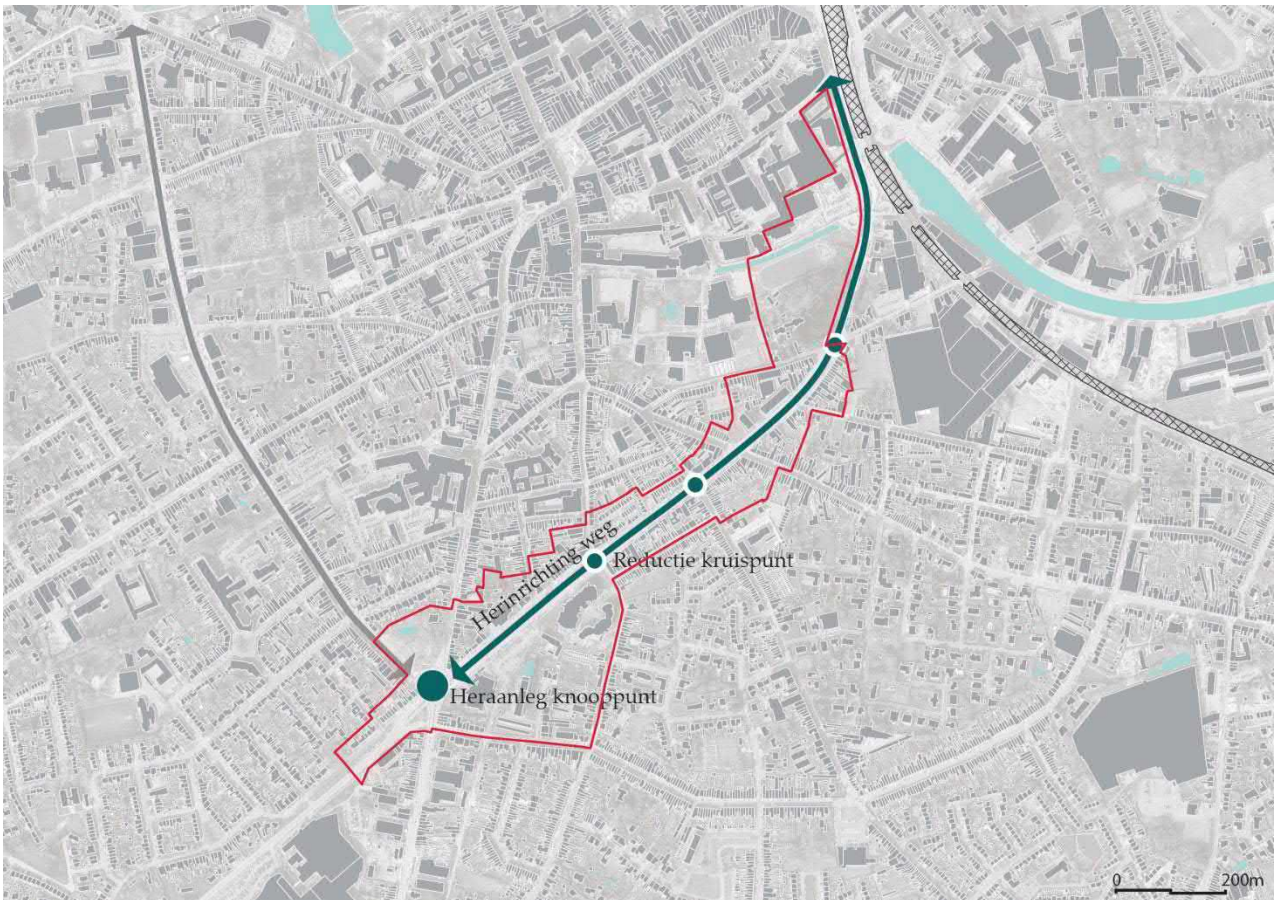 Herinrichting weg
Reductie kruispunt
Heraanleg knooppunt
0 200m